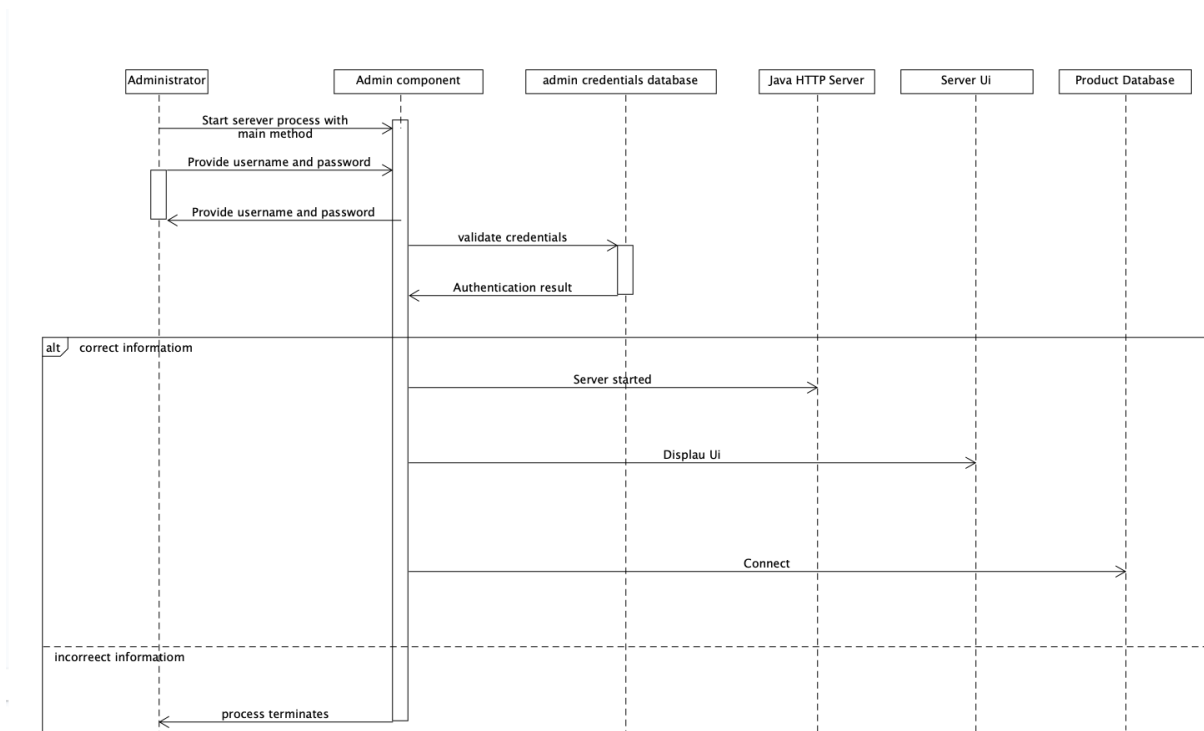 Administrator
Admin component
admin credentials database
Java HTTP Server
Server Ui
Product Database
Start serever process with
main method
Provide username and password
Provide username and password
validate credentials
Authentication result
alt
correct informatiom
Server started
Displau Ui
Connect
incorreect informatiom
process terminates